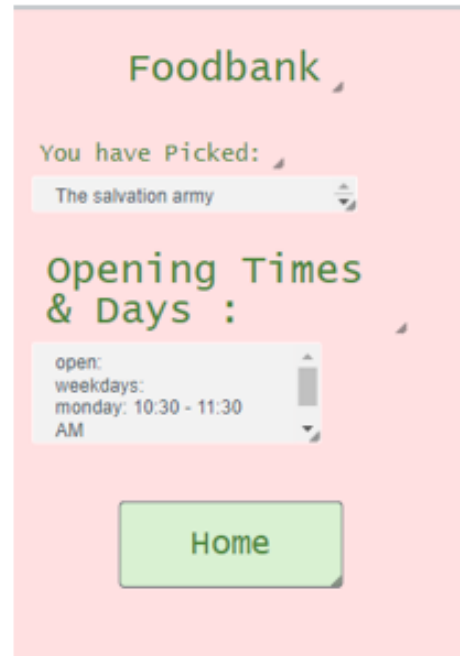 Foodbank
You have Picked:
The salvation army
Opening Times
& Days :
open:
weekdays:
monday: 10:30 - 11:30
AM
Home